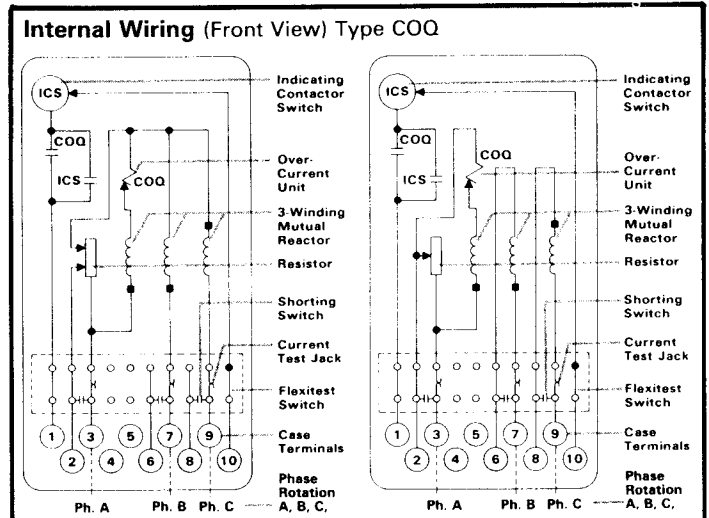 Internal Wiring (Front View) Type COQ
ICS
Indicating
Contactor
Switch
COQ
ICS
COQ
Over-
Current
Unit
3-Winding
Mutual
Reactor
Resistor
Shorting
Switch
Current
Test Jack
Flexitest
Switch
1 3 5 7 9
2 4 6 8 10
Case
Terminals
Ph. A Ph. B Ph. C
Phase
Rotation
A, B, C,
ICS
Indicating
Contactor
Switch
COQ
ICS
COQ
Over-
Current
Unit
3-Winding
Mutual
Reactor
Resistor
Shorting
Switch
Current
Test Jack
Flexitest
Switch
1 3 5 7 9
2 4 6 8 10
Case
Terminals
Ph. A Ph. B Ph. C
Phase
Rotation
A, B, C,